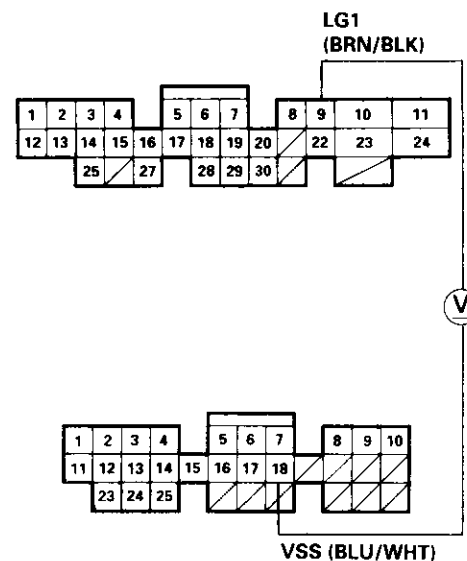 LG1
(BRN/BLK)
1 2 3 4 5 6 7 8 9 10 11
12 13 14 15 16 17 18 19 20 22 23 24
25 27 28 29 30
V
1 2 3 4 5 6 7 8 9 10
11 12 13 14 15 16 17 18
23 24 25
VSS (BLU/WHT)